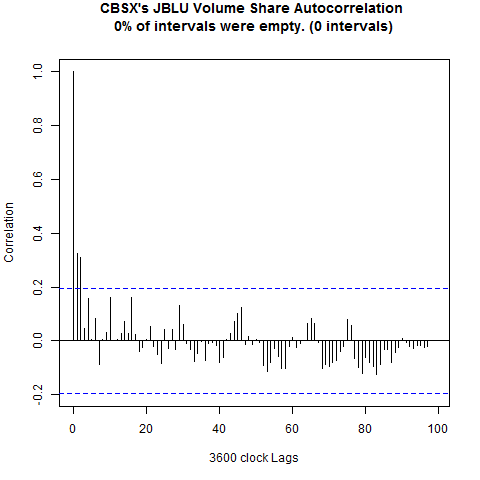 CBSX's JBLU Volume Share Autocorrelation
0% of intervals were empty. (0 intervals)
Correlation
1.0
0.8
0.6
0.4
0.2
0.0
-0.2
0 20 40 60 80 100
3600 clock Lags